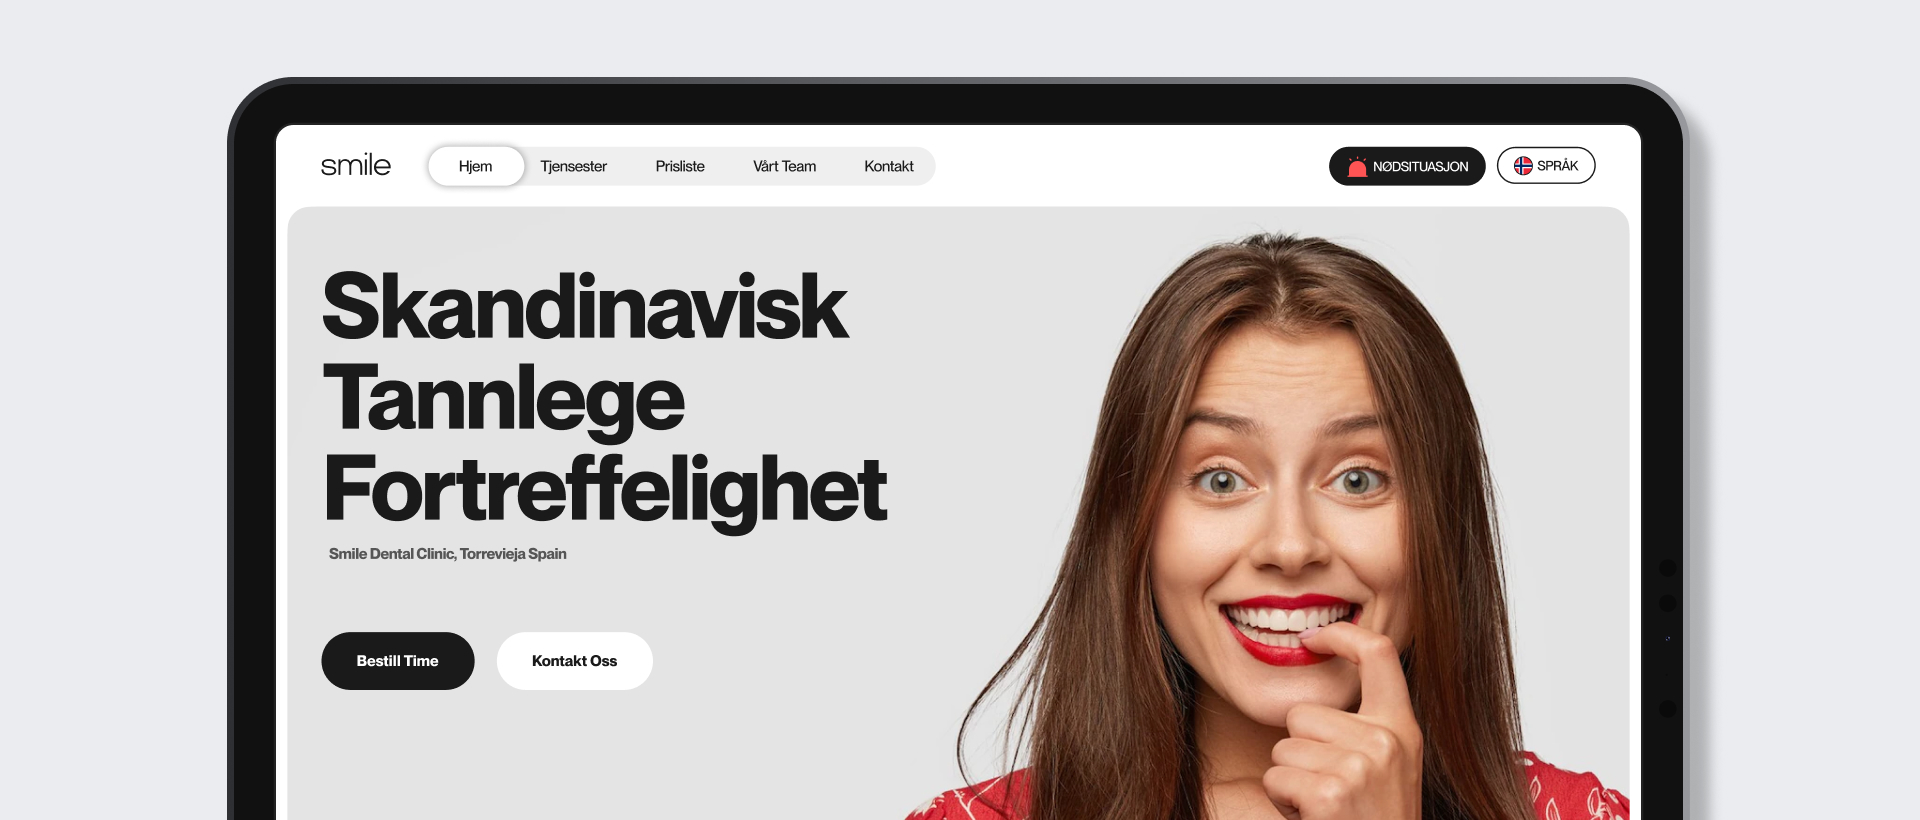 smile
Hjem Tjensester Prisliste Vårt Team Kontakt
NØDSITUASJON SPRÅK
Skandinavisk
Tannlege
Fortreffelighet
Smile Dental Clinic, Torrevieja Spain
Bestill Time Kontakt Oss